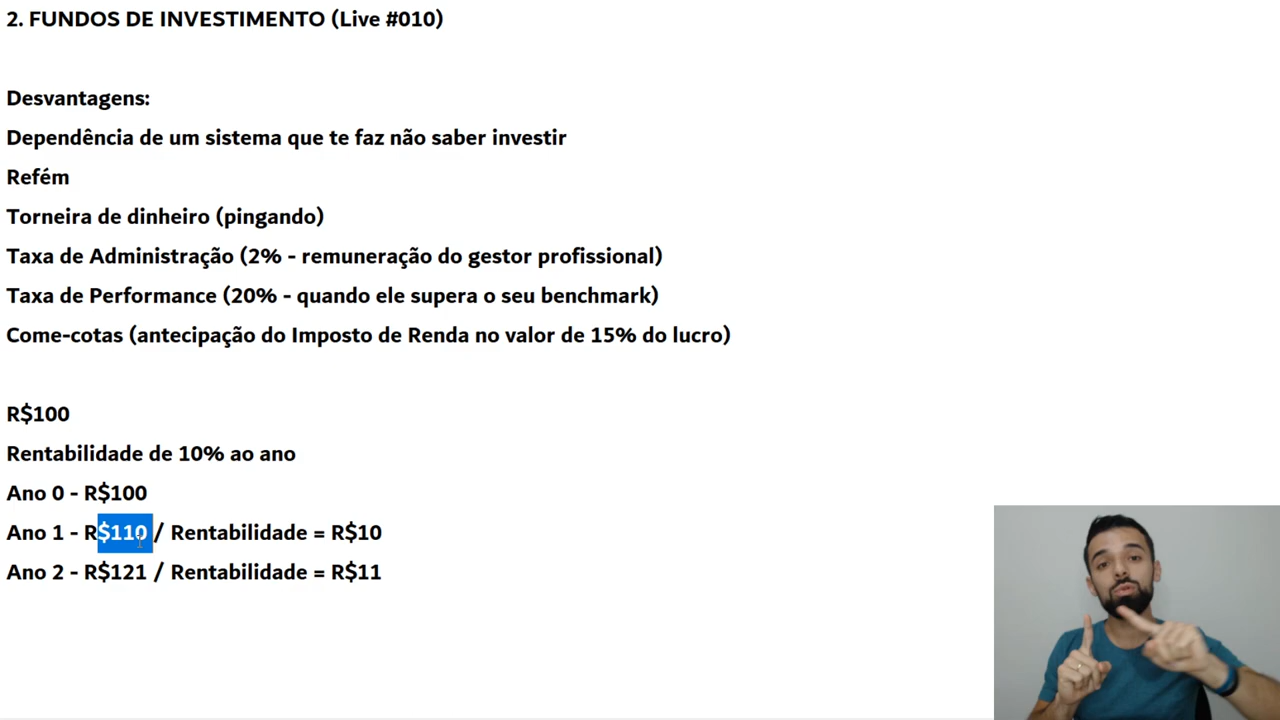 2. FUNDOS DE INVESTIMENTO (Live #010)
Desvantagens:
Dependência de um sistema que te faz não saber investir
Refém
Torneira de dinheiro (pingando)
Taxa de Administração (2% - remuneração do gestor profissional)
Taxa de Performance (20% - quando ele supera o seu benchmark)
Come-cotas (antecipação do Imposto de Renda no valor de 15% do lucro)
R$100
Rentabilidade de 10% ao ano
Ano 0 - R$100
Ano 1 - R$110 / Rentabilidade = R$10
Ano 2 - R$121 / Rentabilidade = R$11